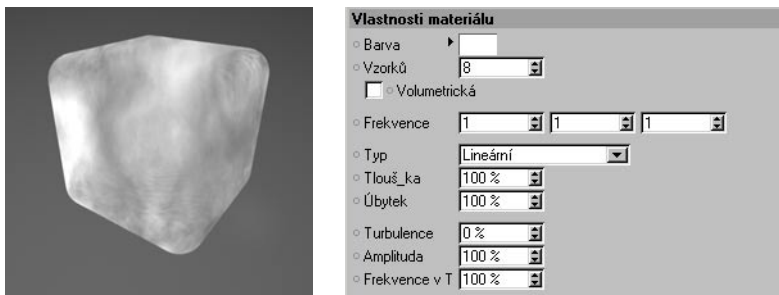 Vlastnosti materiálu
Barva
Vzorků 8
Volumetrická
Frekvence 1 1 1
Typ Lineární
Tlouš_ka 100 %
Úbytek 100 %
Turbulence 0 %
Amplituda 100 %
Frekvence v T 100 %